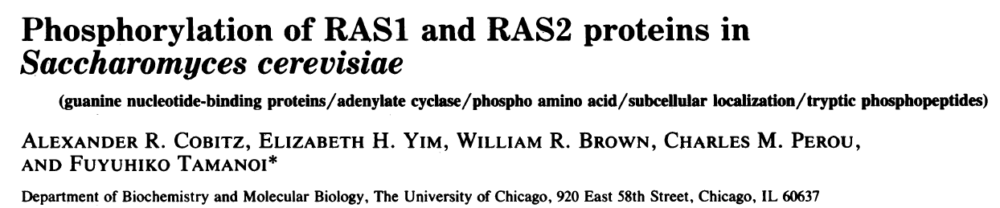 Phosphorylation of RAS1 and RAS2 proteins in
Saccharomyces cerevisiae
(guanine nucleotide-binding proteins/adenylate cyclase/phospho amino acid/subcellular localization/tryptic phosphopeptides)
ALEXANDER R. COBITZ, ELIZABETH H. YIM, WILLIAM R. BROWN, CHARLES M. PEROU,
AND FUYUHIKO TAMANOI*
Department of Biochemistry and Molecular Biology, The University of Chicago, 920 East 58th Street, Chicago, IL 60637